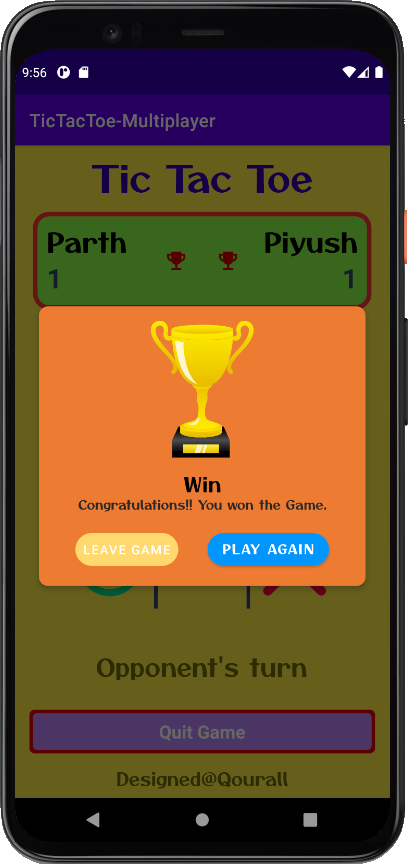 9:56
TicTacToe-Multiplayer
Tic Tac Toe
Parth Piyush
1 1
Win
Congratulations!! You won the Game.
LEAVE GAME PLAY AGAIN
Opponent's turn
Quit Game
Designed@Qourall